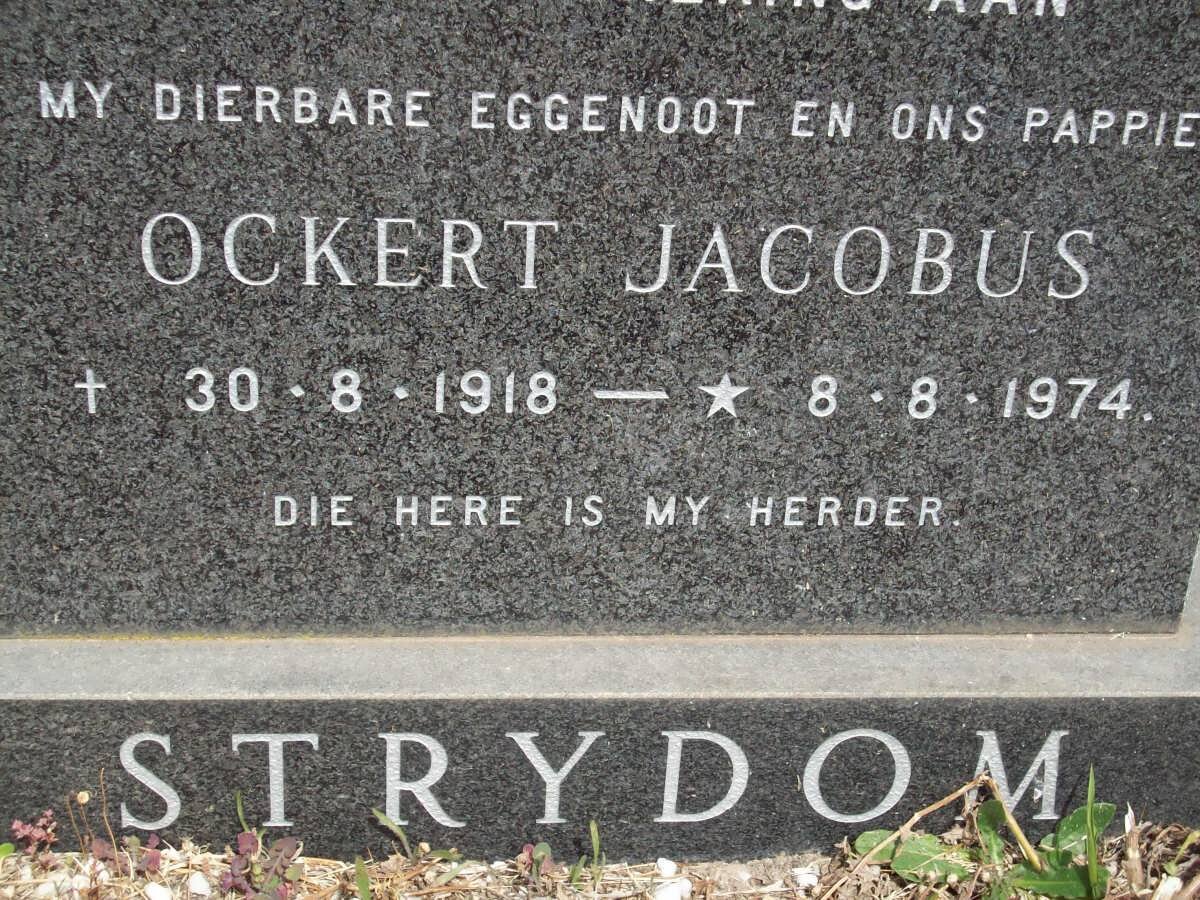 AAN
MY DIERBARE EGGENOOT EN ONS PAPPIE
OCKERT JACOBUS
✝ 30·8·1918 — ★ 8·8·1974.
DIE HERE IS MY HERDER.
STRYDOM